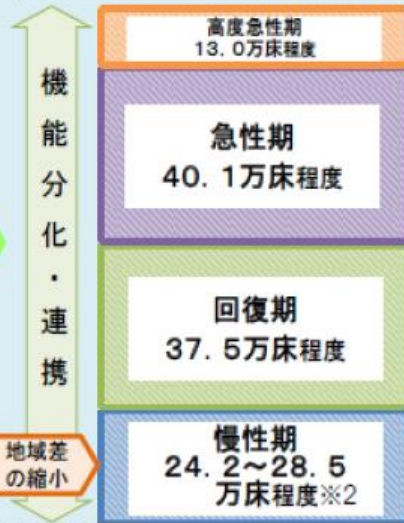 機能分化・連携
地域差
の縮小
高度急性期
13.0万床程度
急性期
40.1万床程度
回復期
37.5万床程度
慢性期
24.2～28.5
万床程度※2